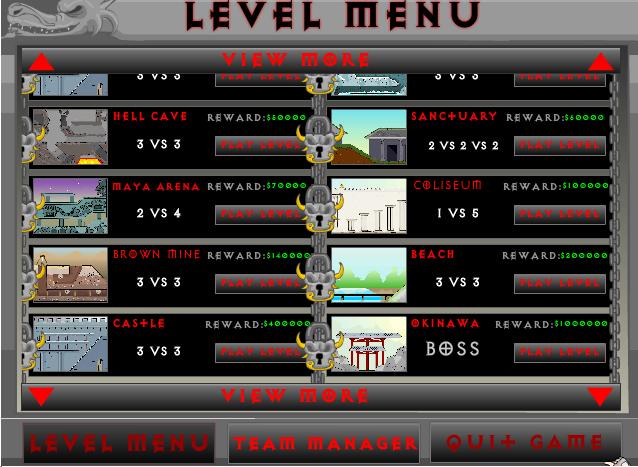 LEVEL MENU
VIEW MORE
3 VS 3
3 VS 3
HELL CAVE REWARD:$50000
3 VS 3
PLAY LEVEL
SANCTUARY REWARD:$60000
2 VS 2 VS 2
PLAY LEVEL
MAYA ARENA REWARD:$70000
2 VS 4
PLAY LEVEL
COLISEUM REWARD:$100000
1 VS 5
PLAY LEVEL
BROWN MINE REWARD:$140000
3 VS 3
PLAY LEVEL
BEACH REWARD:$200000
3 VS 3
PLAY LEVEL
CASTLE REWARD:$400000
3 VS 3
PLAY LEVEL
OKINAWA REWARD:$1000000
BOSS
PLAY LEVEL
VIEW MORE
LEVEL MENU TEAM MANAGER QUIT GAME